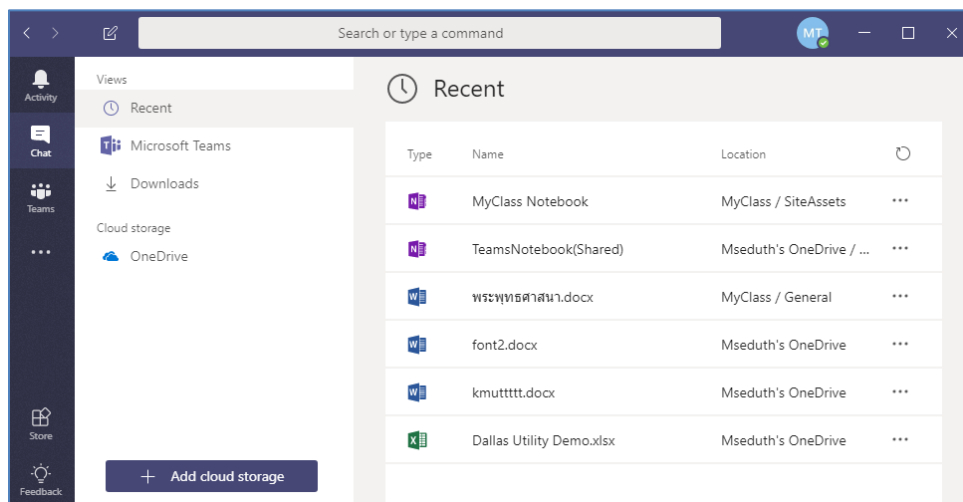 Search or type a command
MT
Activity
Chat
Teams
Store
Feedback
Views
Recent
Microsoft Teams
Downloads
Cloud storage
OneDrive
+ Add cloud storage
Recent
Type Name Location
MyClass Notebook MyClass / SiteAssets
TeamsNotebook(Shared) Mseduth's OneDrive / ...
พระพุทธศาสนา.docx MyClass / General
font2.docx Mseduth's OneDrive
kmuttttt.docx Mseduth's OneDrive
Dallas Utility Demo.xlsx Mseduth's OneDrive